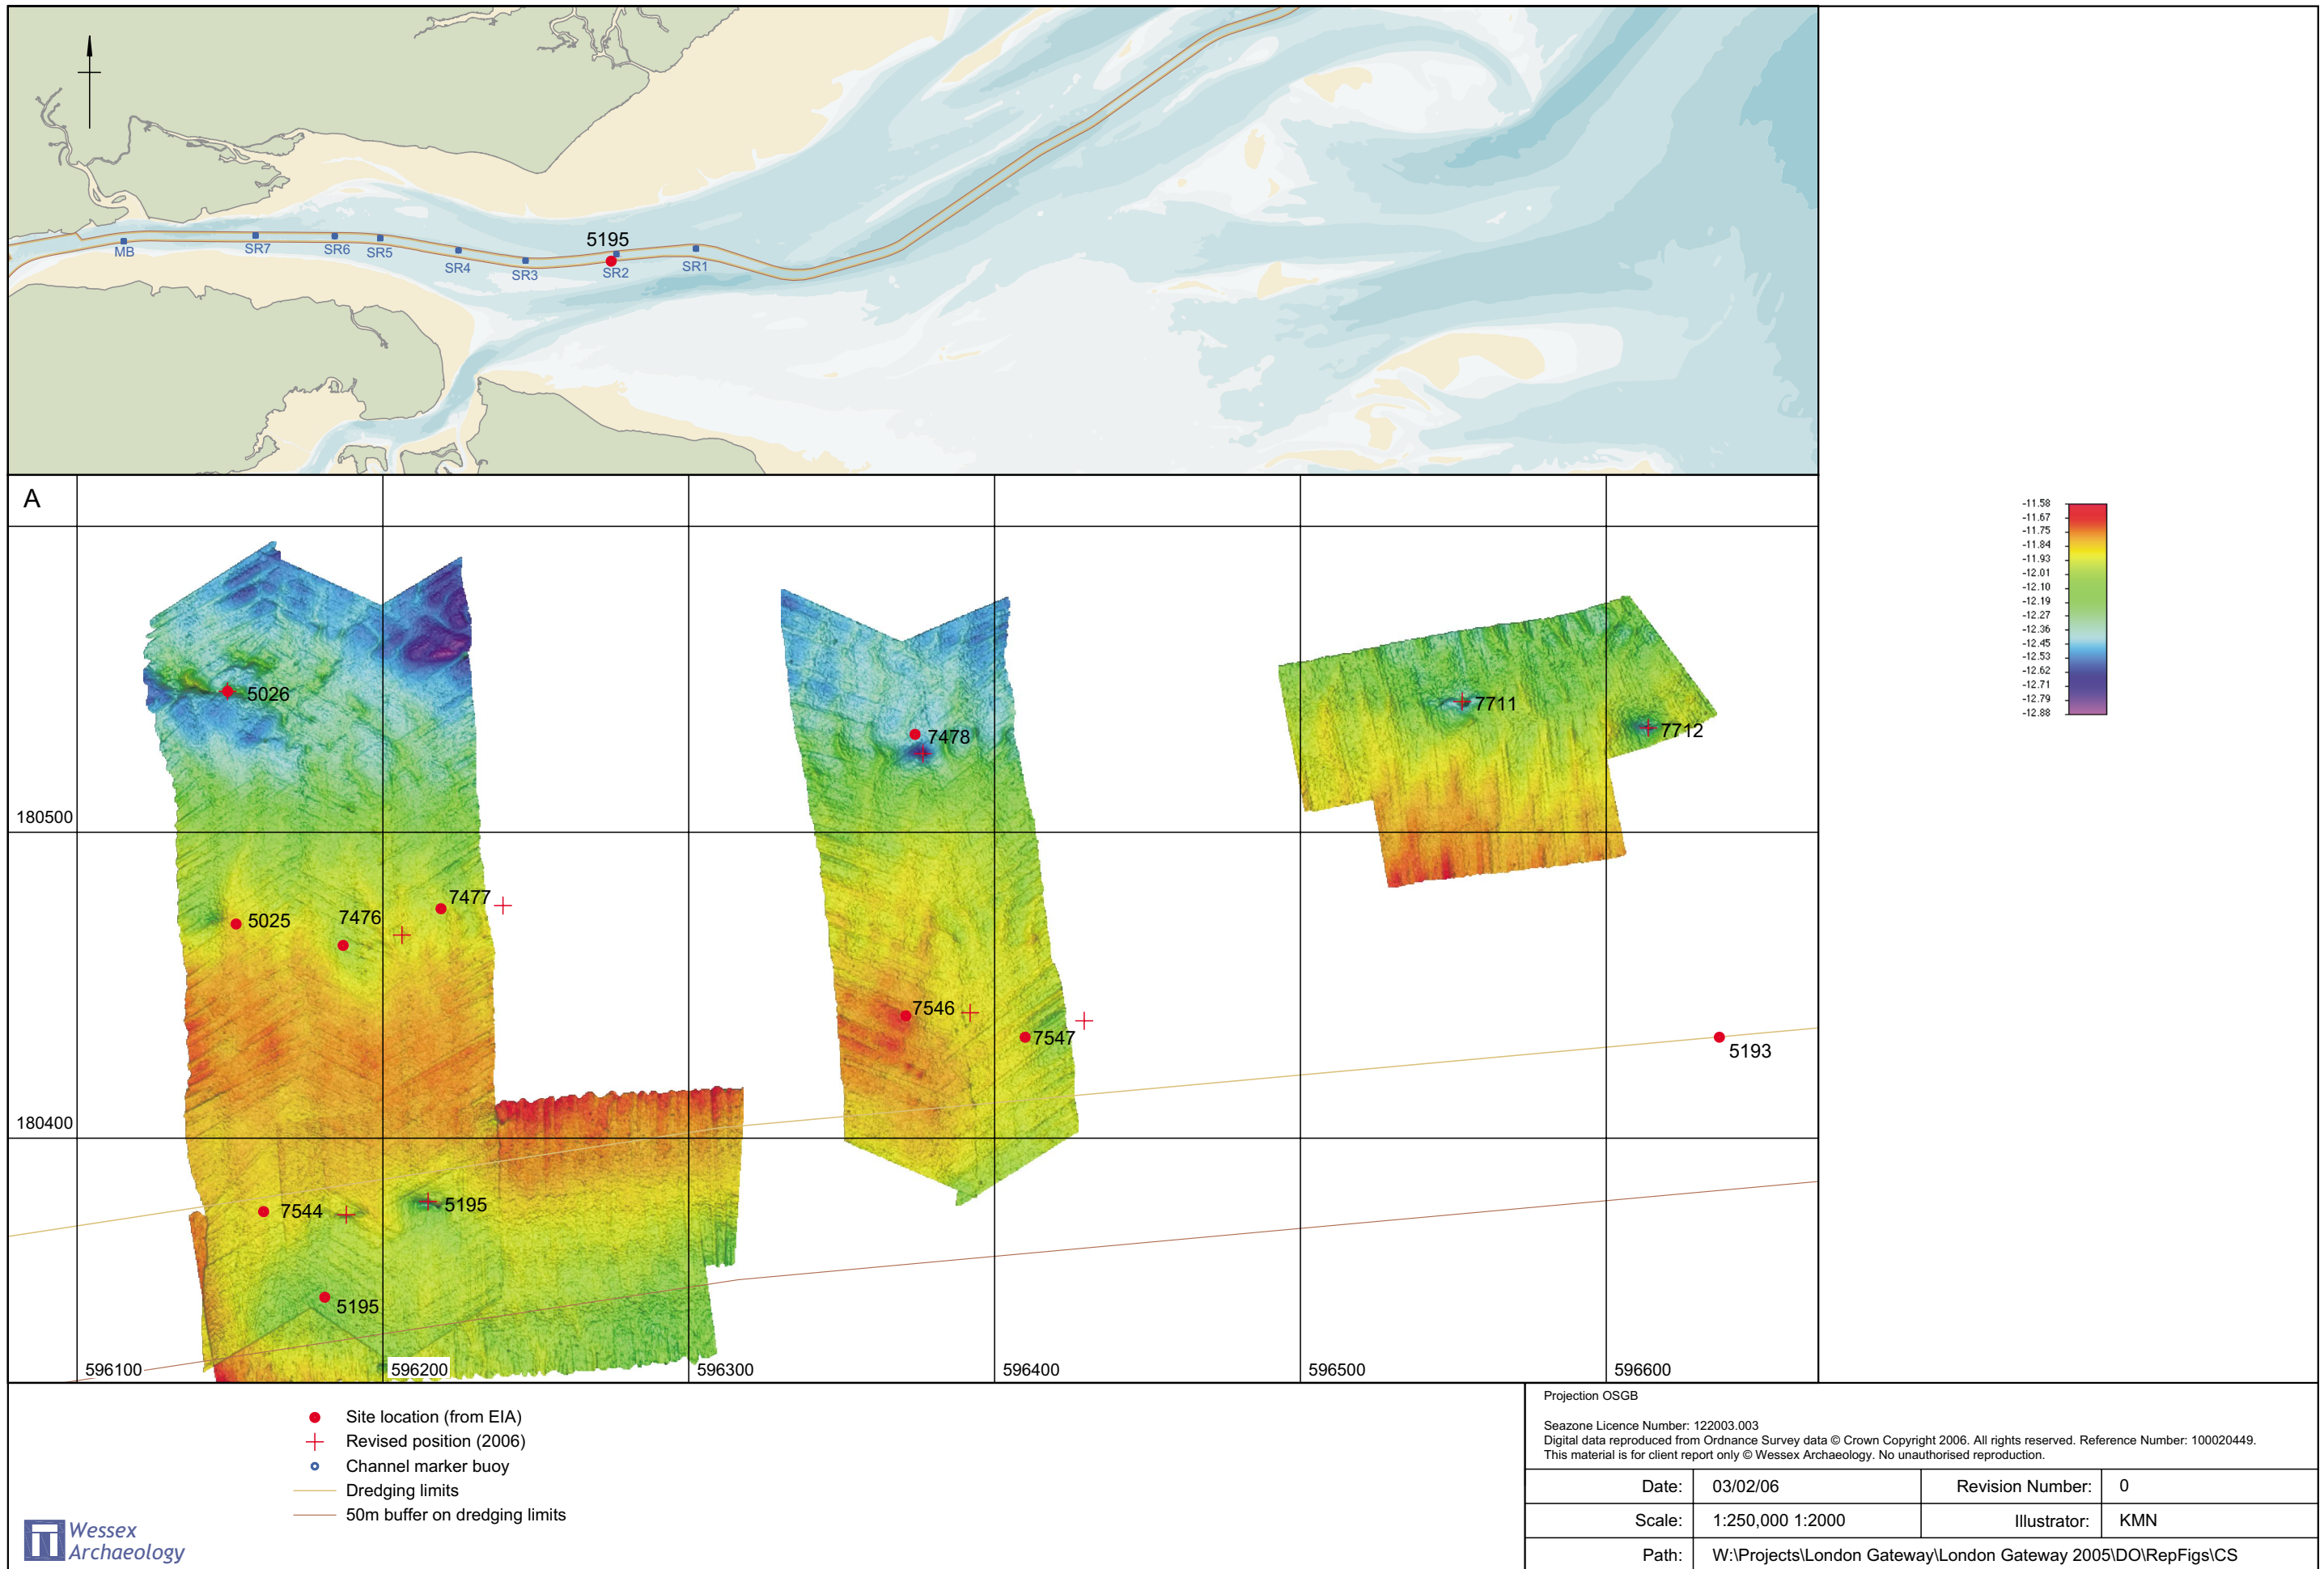 5195
MB
SR7
SR6
SR5
SR4
SR3
SR2
SR1
A
-11.58
-11.67
-11.75
-11.84
-11.93
-12.01
-12.10
-12.19
-12.27
-12.36
-12.45
-12.53
-12.62
-12.71
-12.79
-12.88
5026
7478
7711
7712
180500
7477
5025
7476
7546
7547
5193
180400
7544
5195
5195
596100
596200
596300
596400
596500
596600
Site location (from EIA)
Revised position (2006)
Channel marker buoy
Dredging limits
50m buffer on dredging limits
Wessex
Archaeology
Projection OSGB
Seazone Licence Number: 122003.003
Digital data reproduced from Ordnance Survey data © Crown Copyright 2006. All rights reserved. Reference Number: 100020449.
This material is for client report only © Wessex Archaeology. No unauthorised reproduction.
Date: 03/02/06 Revision Number: 0
Scale: 1:250,000 1:2000 Illustrator: KMN
Path: W:\Projects\London Gateway\London Gateway 2005\DO\RepFigs\CS